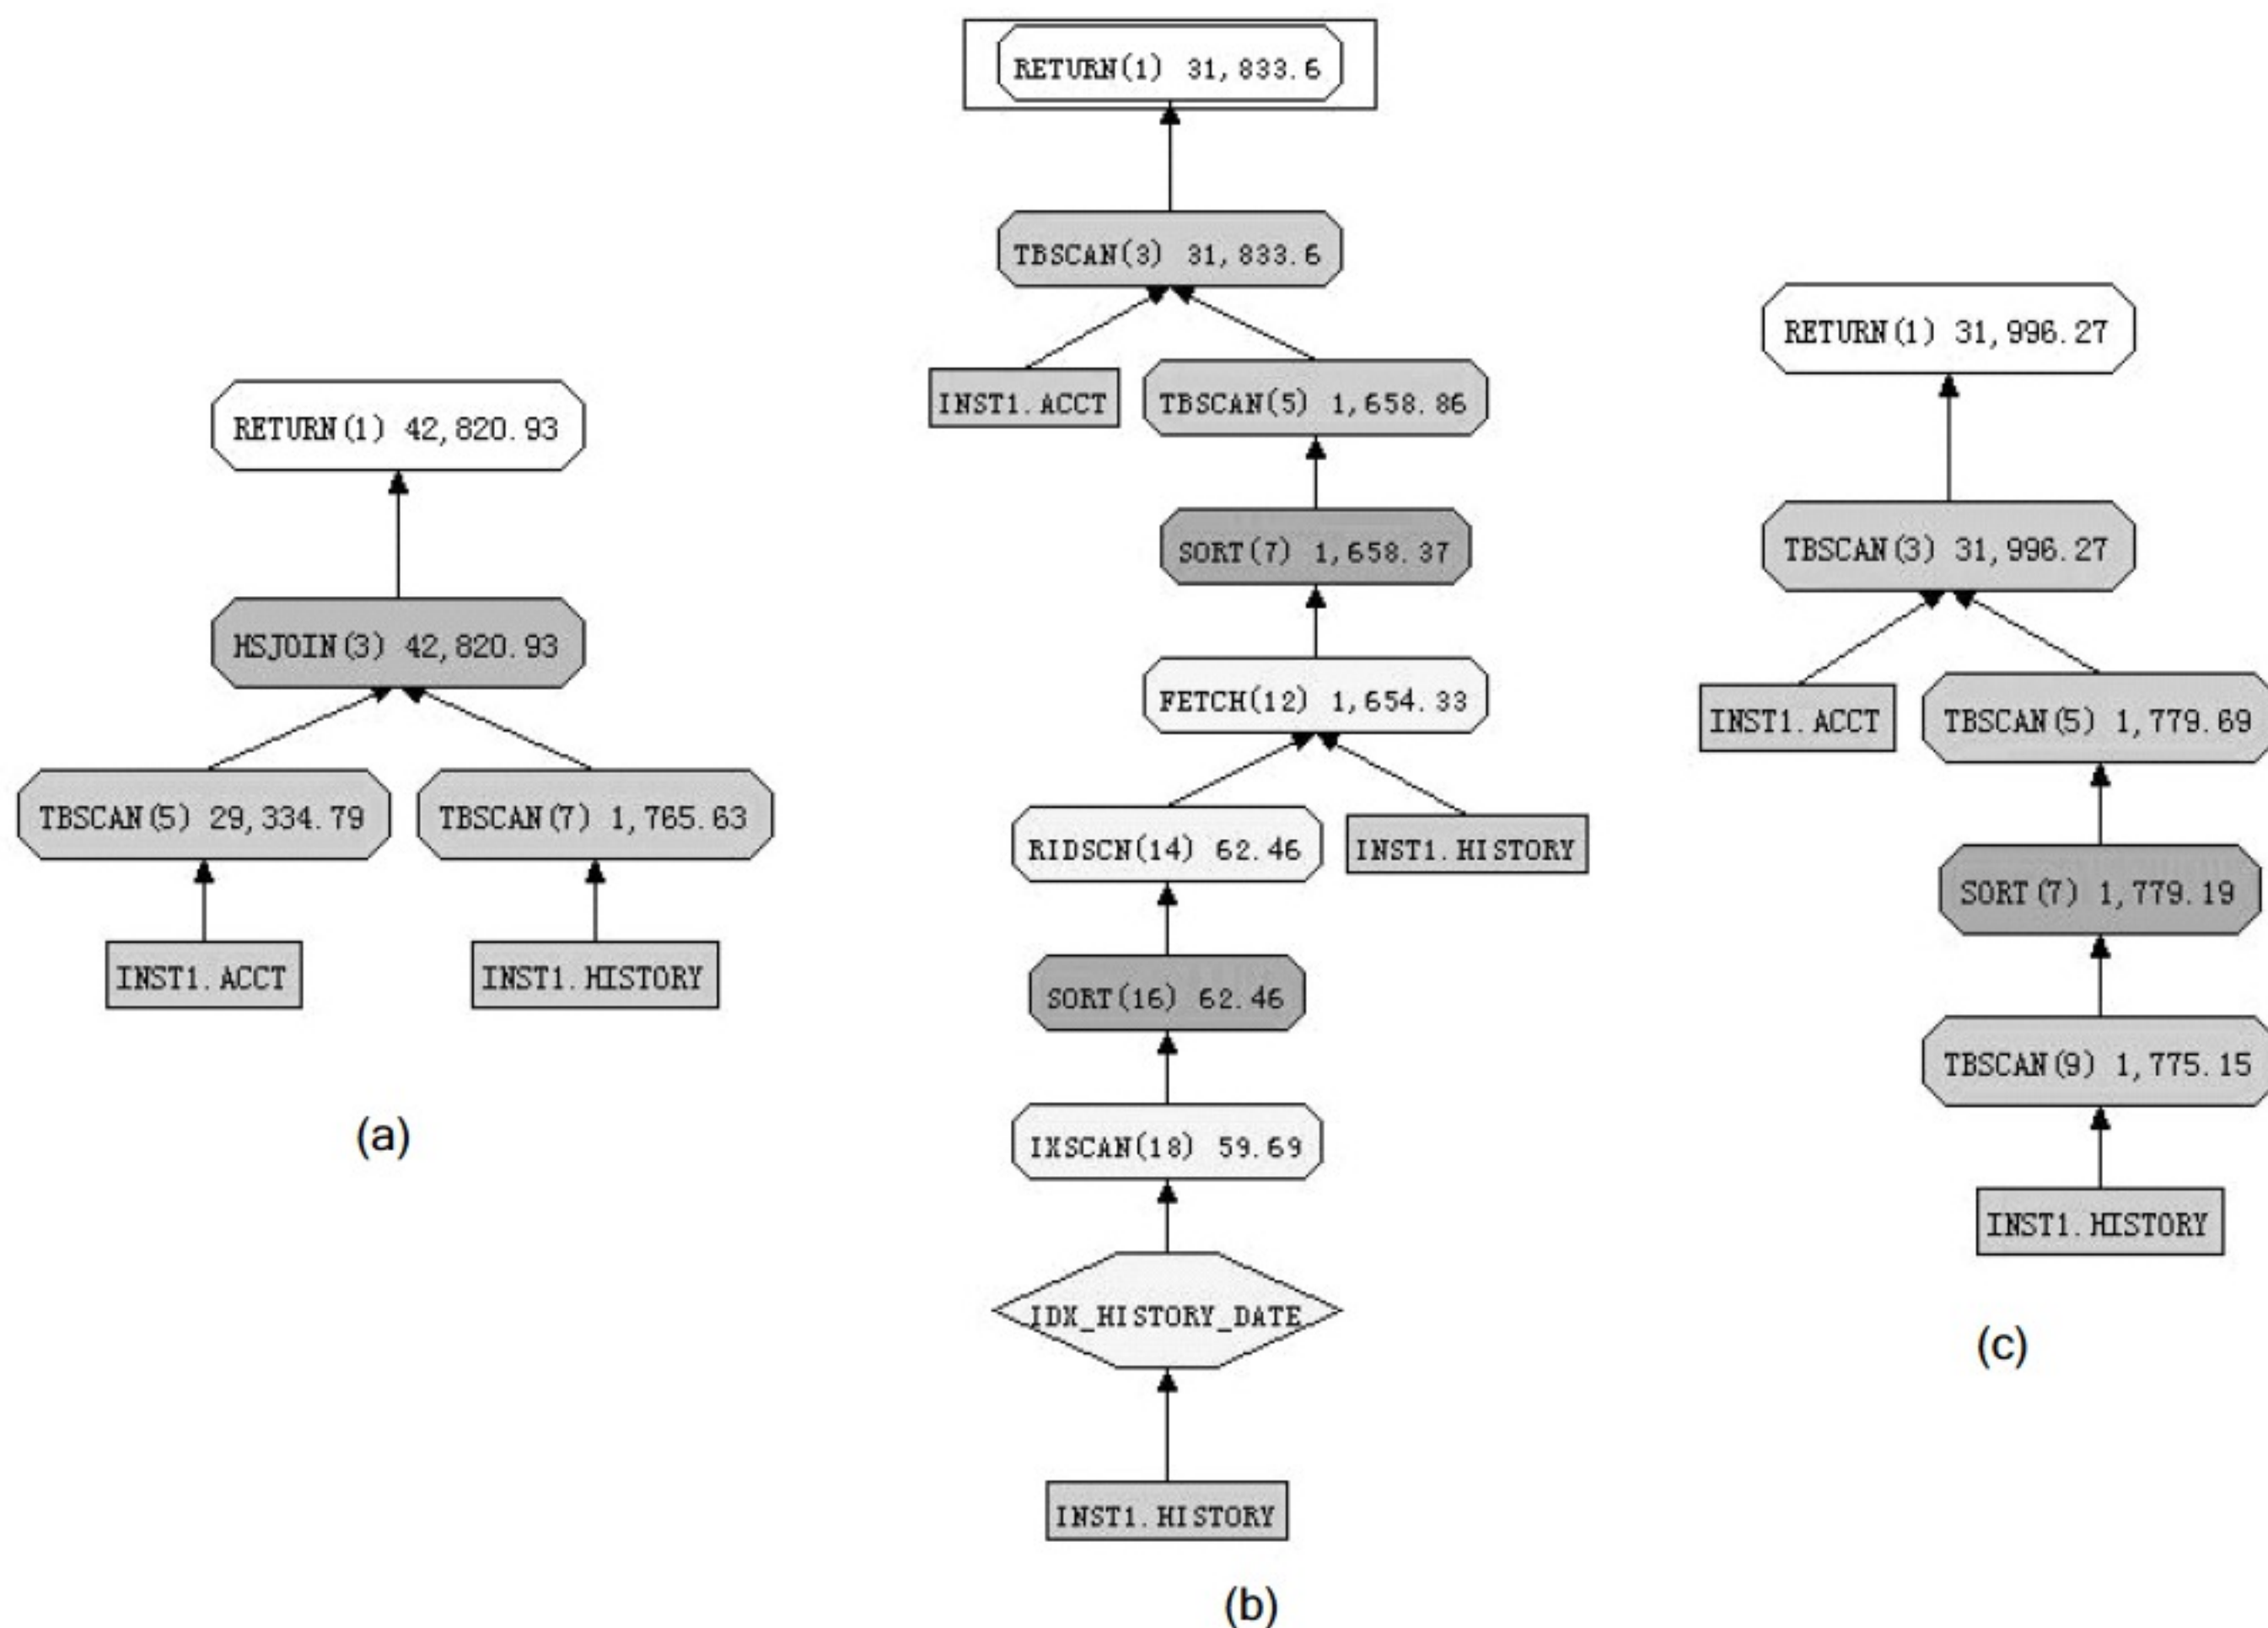 RETURN(1) 42,820.93
HSJOIN(3) 42,820.93
TBSCAN(5) 29,334.79
TBSCAN(7) 1,765.63
INST1.ACCT
INST1.HISTORY
(a)
RETURN(1) 31,833.6
TBSCAN(3) 31,833.6
INST1.ACCT
TBSCAN(5) 1,658.86
SORT(7) 1,658.37
FETCH(12) 1,654.33
RIDSCN(14) 62.46
INST1.HISTORY
SORT(16) 62.46
IXSCAN(18) 59.69
IDX_HISTORY_DATE
INST1.HISTORY
(b)
RETURN(1) 31,996.27
TBSCAN(3) 31,996.27
INST1.ACCT
TBSCAN(5) 1,779.69
SORT(7) 1,779.19
TBSCAN(9) 1,775.15
INST1.HISTORY
(c)